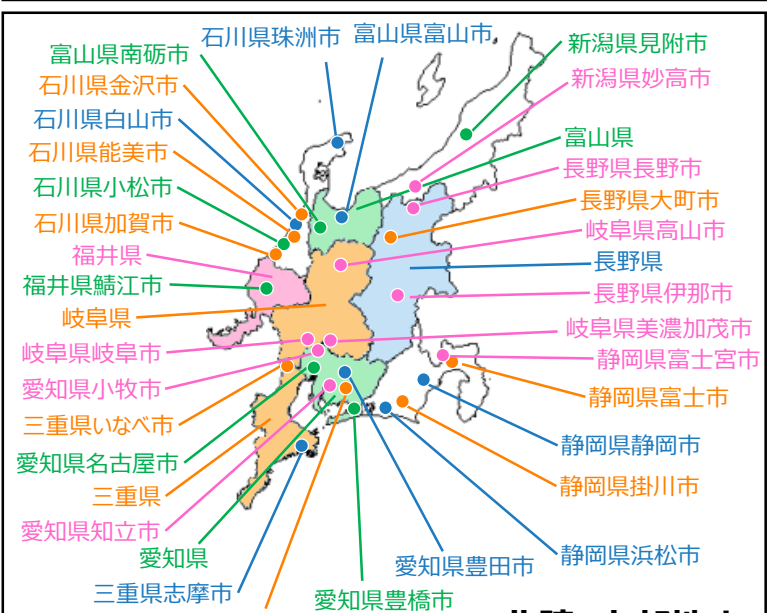 石川県珠洲市
富山県富山市
富山県南砺市
石川県金沢市
石川県白山市
石川県能美市
石川県小松市
石川県加賀市
福井県
福井県鯖江市
岐阜県
岐阜県岐阜市
愛知県小牧市
三重県いなべ市
愛知県名古屋市
三重県
愛知県知立市
愛知県
三重県志摩市
新潟県見附市
新潟県妙高市
富山県
長野県長野市
長野県大町市
岐阜県高山市
長野県
長野県伊那市
岐阜県美濃加茂市
静岡県富士宮市
静岡県富士市
静岡県静岡市
静岡県掛川市
静岡県浜松市
愛知県豊田市
愛知県豊橋市